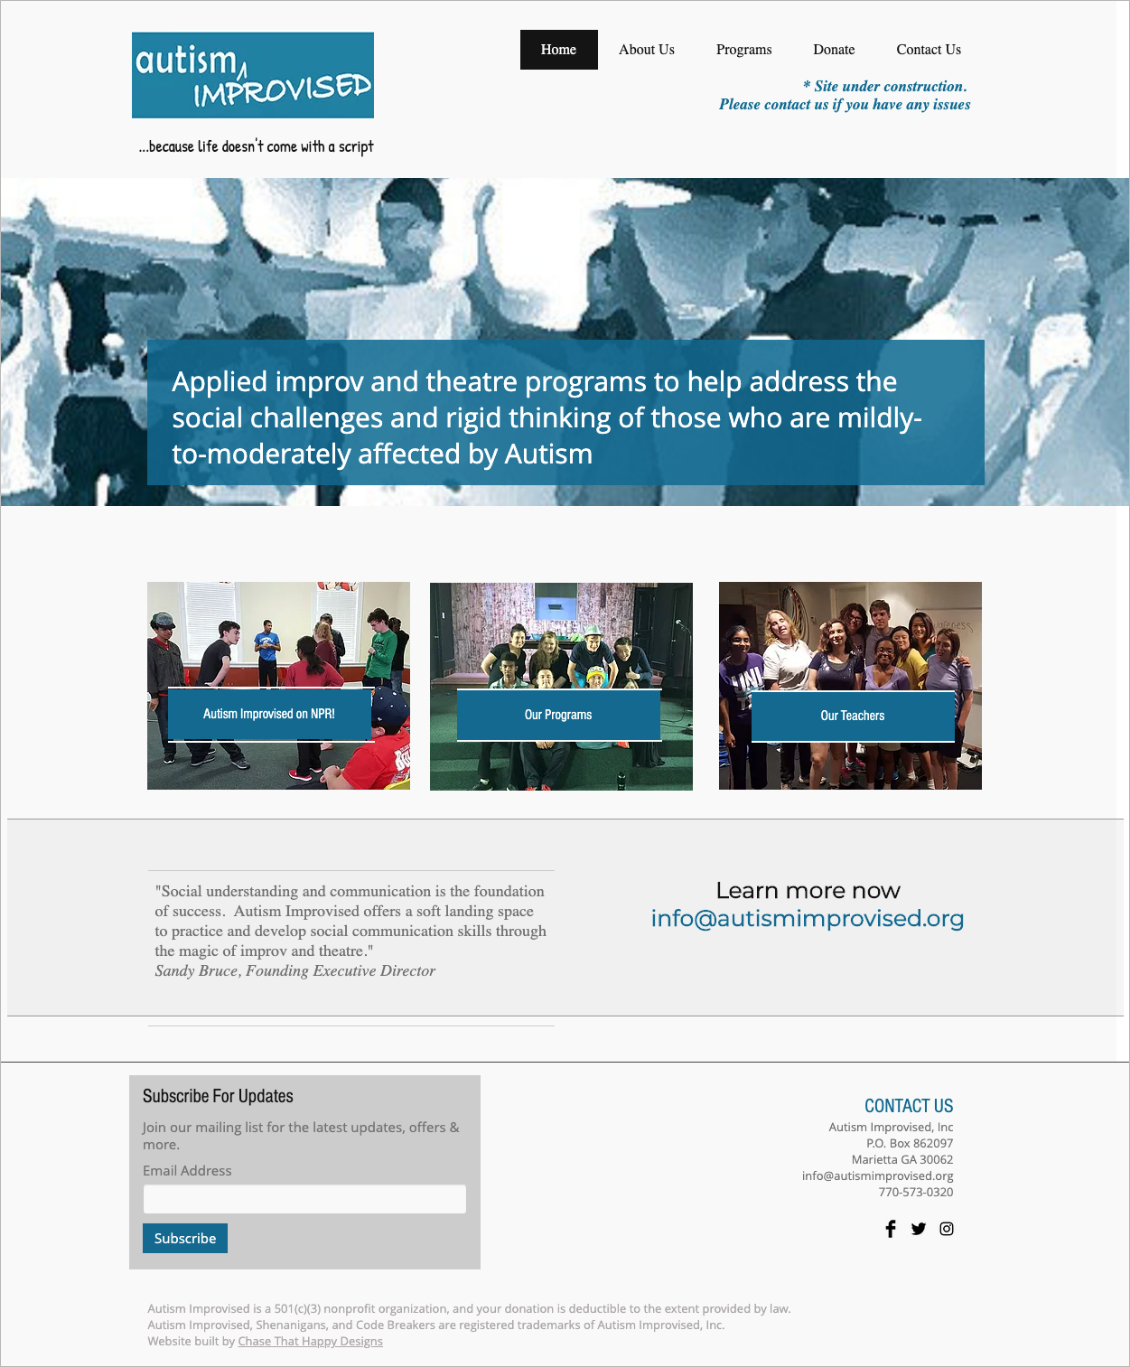 autism
IMPROVISED
...because life doesn't come with a script
Home About Us Programs Donate Contact Us
* Site under construction.
Please contact us if you have any issues
Applied improv and theatre programs to help address the
social challenges and rigid thinking of those who are mildly-
to-moderately affected by Autism
Autism Improvised on NPR!
Our Programs
Our Teachers
"Social understanding and communication is the foundation
of success.  Autism Improvised offers a soft landing space
to practice and develop social communication skills through
the magic of improv and theatre."
Sandy Bruce, Founding Executive Director
Learn more now
info@autismimprovised.org
Subscribe For Updates
Join our mailing list for the latest updates, offers &
more.
Email Address
Subscribe
CONTACT US
Autism Improvised, Inc
P.O. Box 862097
Marietta GA 30062
info@autismimprovised.org
770-573-0320
Autism Improvised is a 501(c)(3) nonprofit organization, and your donation is deductible to the extent provided by law.
Autism Improvised, Shenanigans, and Code Breakers are registered trademarks of Autism Improvised, Inc.
Website built by Chase That Happy Designs